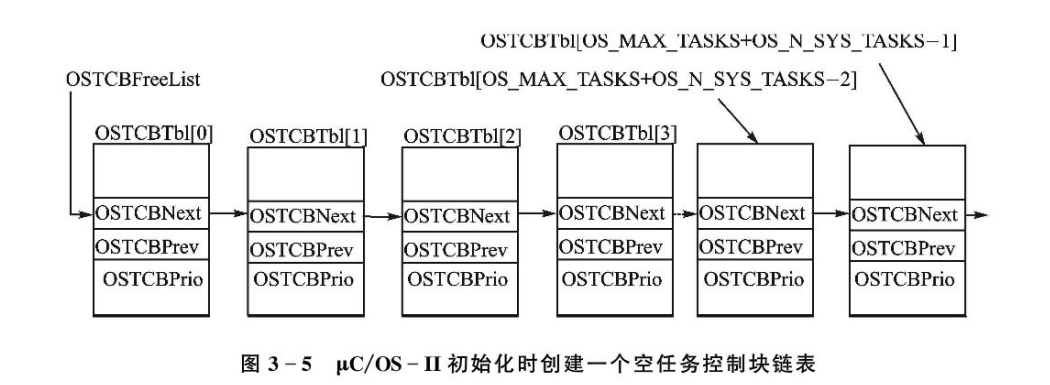 OSTCBTbl[OS_MAX_TASKS+OS_N_SYS_TASKS−1]
OSTCBFreeList
OSTCBTbl[OS_MAX_TASKS+OS_N_SYS_TASKS−2]
OSTCBTbl[0] OSTCBTbl[1] OSTCBTbl[2] OSTCBTbl[3]
OSTCBNext OSTCBNext OSTCBNext OSTCBNext OSTCBNext OSTCBNext
OSTCBPrev OSTCBPrev OSTCBPrev OSTCBPrev OSTCBPrev OSTCBPrev
OSTCBPrio OSTCBPrio OSTCBPrio OSTCBPrio OSTCBPrio OSTCBPrio
图 3-5 μC/OS-II 初始化时创建一个空任务控制块链表